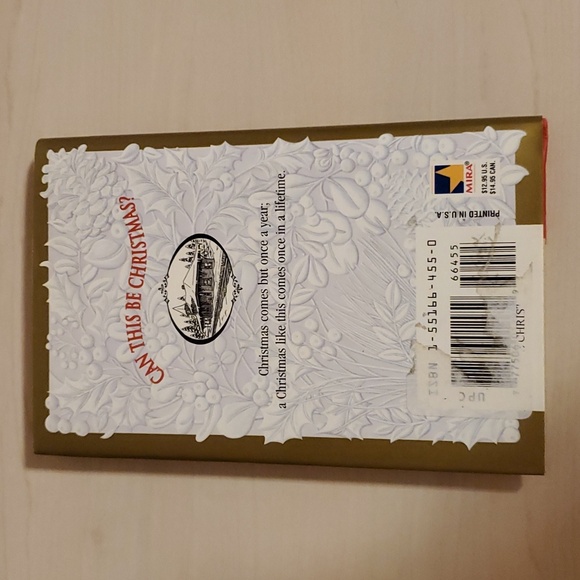 CAN THIS BE CHRISTMAS?
Christmas comes but once a year;
a Christmas like this comes once in a lifetime.
MIRA®
$12.95 U.S.
$14.95 CAN.
PRINTED IN U.S.A.
ISBN 1-55166-455-0
66455
UPC
CHRIS